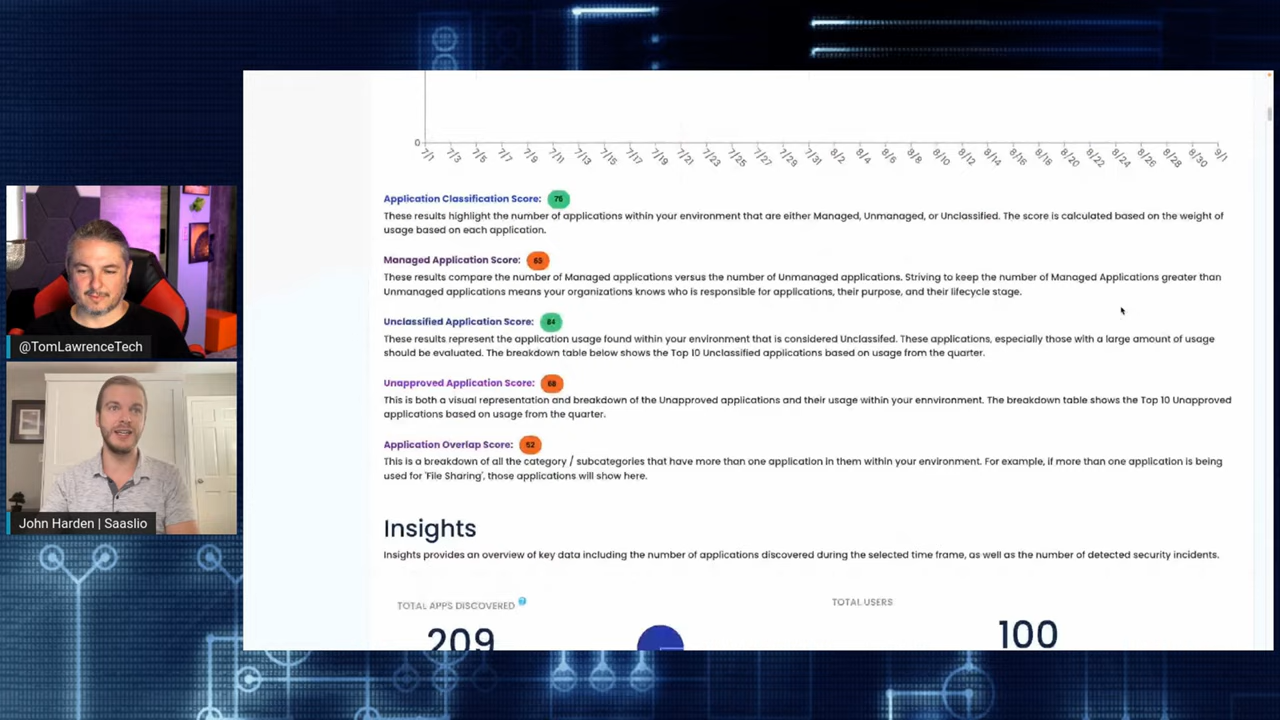 0
7/1 7/3 7/5 7/7 7/9 7/11 7/13 7/15 7/17 7/19 7/21 7/23 7/25 7/27 7/29 7/31 8/2 8/4 8/6 8/8 8/10 8/12 8/14 8/16 8/18 8/20 8/22 8/24 8/26 8/28 8/30 9/1
Application Classification Score: 76
These results highlight the number of applications within your environment that are either Managed, Unmanaged, or Unclassified. The score is calculated based on the weight of
usage based on each application.
Managed Application Score: 63
These results compare the number of Managed applications versus the number of Unmanaged applications. Striving to keep the number of Managed Applications greater than
Unmanaged applications means your organizations knows who is responsible for applications, their purpose, and their lifecycle stage.
Unclassified Application Score: 84
These results represent the application usage found within your environment that is considered Unclassifed. These applications, especially those with a large amount of usage
should be evaluated. The breakdown table below shows the Top 10 Unclassified applications based on usage from the quarter.
Unapproved Application Score: 68
This is both a visual representation and breakdown of the Unapproved applications and their usage within your ennvironment. The breakdown table shows the Top 10 Unapproved
applications based on usage from the quarter.
Application Overlap Score: 52
This is a breakdown of all the category / subcategories that have more than one application in them within your environment. For example, if more than one application is being
used for 'File Sharing', those applications will show here.
Insights
Insights provides an overview of key data including the number of applications discovered during the selected time frame, as well as the number of detected security incidents.
TOTAL APPS DISCOVERED ?
209
TOTAL USERS
100
@TomLawrenceTech
John Harden | Saaslio